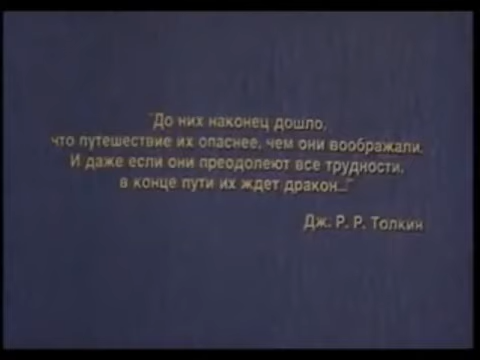 "До них наконец дошло,
что путешествие их опаснее, чем они воображали.
И даже если они преодолеют все трудности,
в конце пути их ждет дракон..."
Дж. Р. Р. Толкин